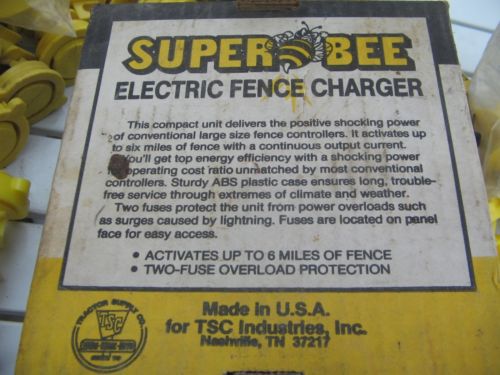 SUPER BEE
ELECTRIC FENCE CHARGER
This compact unit delivers the positive shocking power
of conventional large size fence controllers. It activates up
to six miles of fence with a continuous output current.
You'll get top energy efficiency with a shocking power
operating cost ratio unmatched by most conventional
controllers. Sturdy ABS plastic case ensures long, trouble-
free service through extremes of climate and weather.
Two fuses protect the unit from power overloads such
as surges caused by lightning. Fuses are located on panel
face for easy access.
• ACTIVATES UP TO 6 MILES OF FENCE
• TWO-FUSE OVERLOAD PROTECTION
TRACTOR SUPPLY CO
TSC
Made in U.S.A.
for TSC Industries, Inc.
Nashville, TN 37217